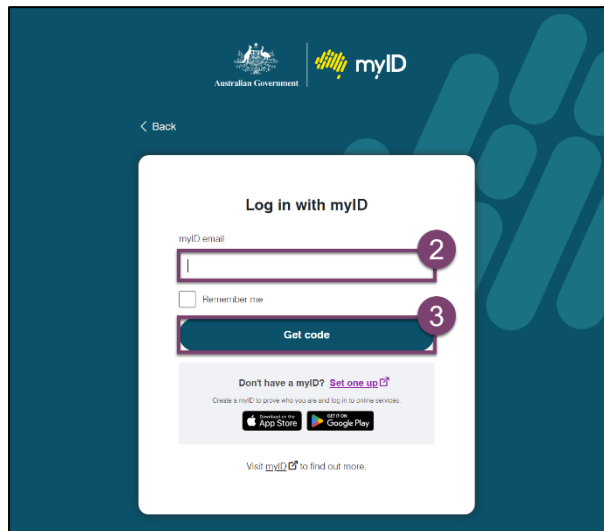 Australian Government
myID
< Back
Log in with myID
myID email
2
Remember me
3
Get code
Don't have a myID? Set one up
Create a myID to prove who you are and log in to online services.
Download on the App Store
GET IT ON Google Play
Visit myID to find out more.